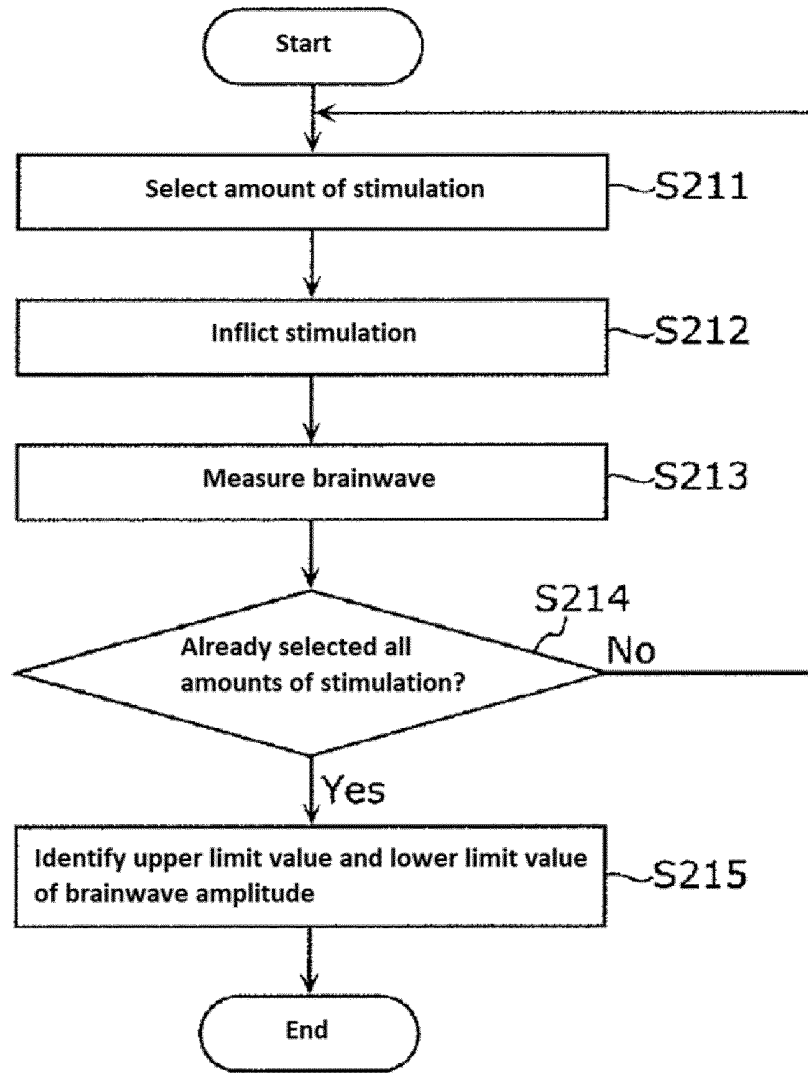 Start
Select amount of stimulation
S211
Inflict stimulation
S212
Measure brainwave
S213
S214
Already selected all
amounts of stimulation?
No
Yes
Identify upper limit value and lower limit value
of brainwave amplitude
S215
End